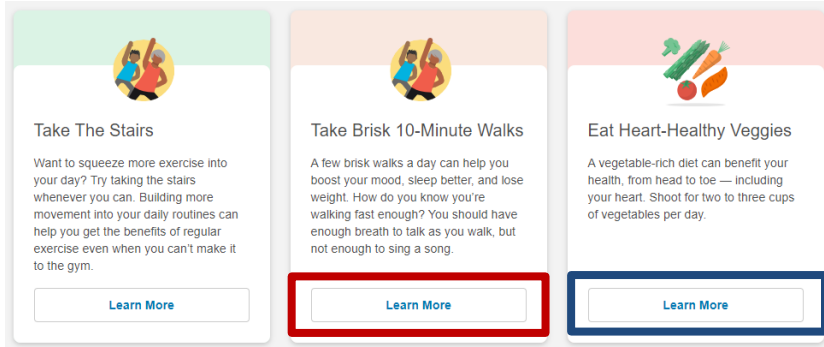 Take The Stairs
Want to squeeze more exercise into
your day? Try taking the stairs
whenever you can. Building more
movement into your daily routines can
help you get the benefits of regular
exercise even when you can't make it
to the gym.
Learn More
Take Brisk 10-Minute Walks
A few brisk walks a day can help you
boost your mood, sleep better, and lose
weight. How do you know you're
walking fast enough? You should have
enough breath to talk as you walk, but
not enough to sing a song.
Learn More
Eat Heart-Healthy Veggies
A vegetable-rich diet can benefit your
health, from head to toe — including
your heart. Shoot for two to three cups
of vegetables per day.
Learn More